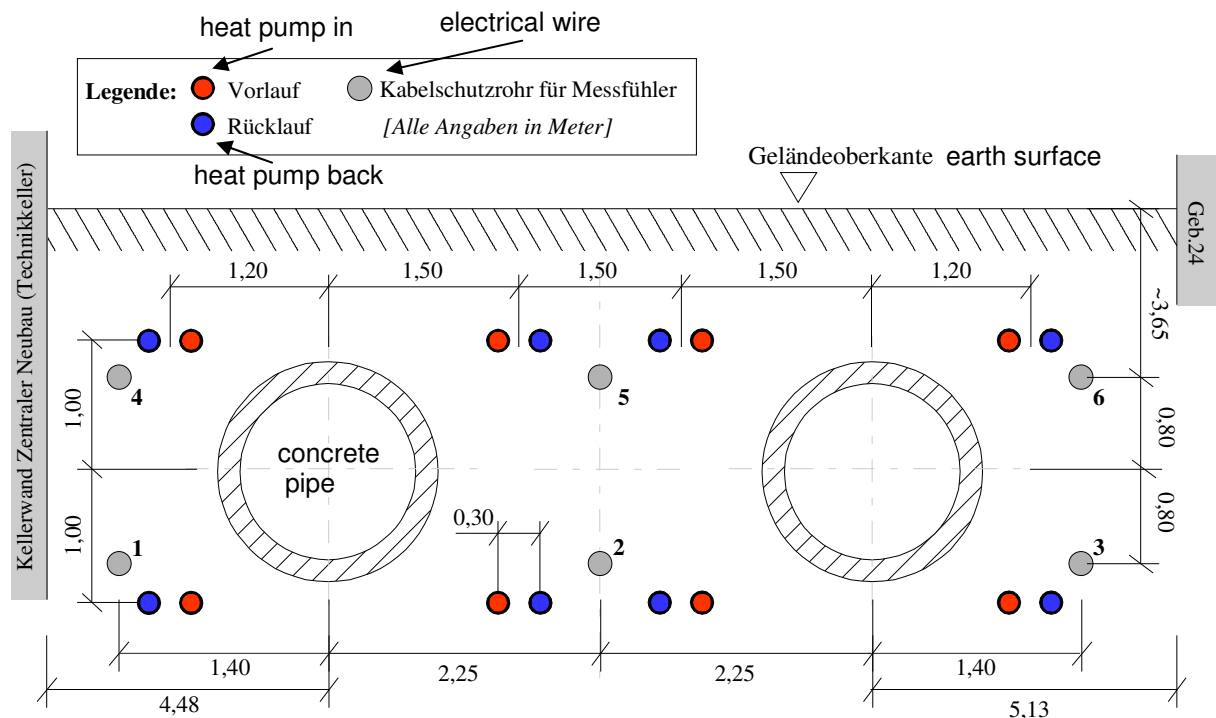 heat pump in
electrical wire
Legende:
Vorlauf
Kabelschutzrohr für Messfühler
Rücklauf
[Alle Angaben in Meter]
heat pump back
Geländeoberkante earth surface
Kellerwand Zentraler Neubau (Technikkeller)
Geb.24
1,20
1,50
1,50
1,50
1,20
~3,65
4
5
6
1,00
0,80
concrete
pipe
1,00
0,30
0,80
1
2
3
1,40
2,25
2,25
1,40
4,48
5,13